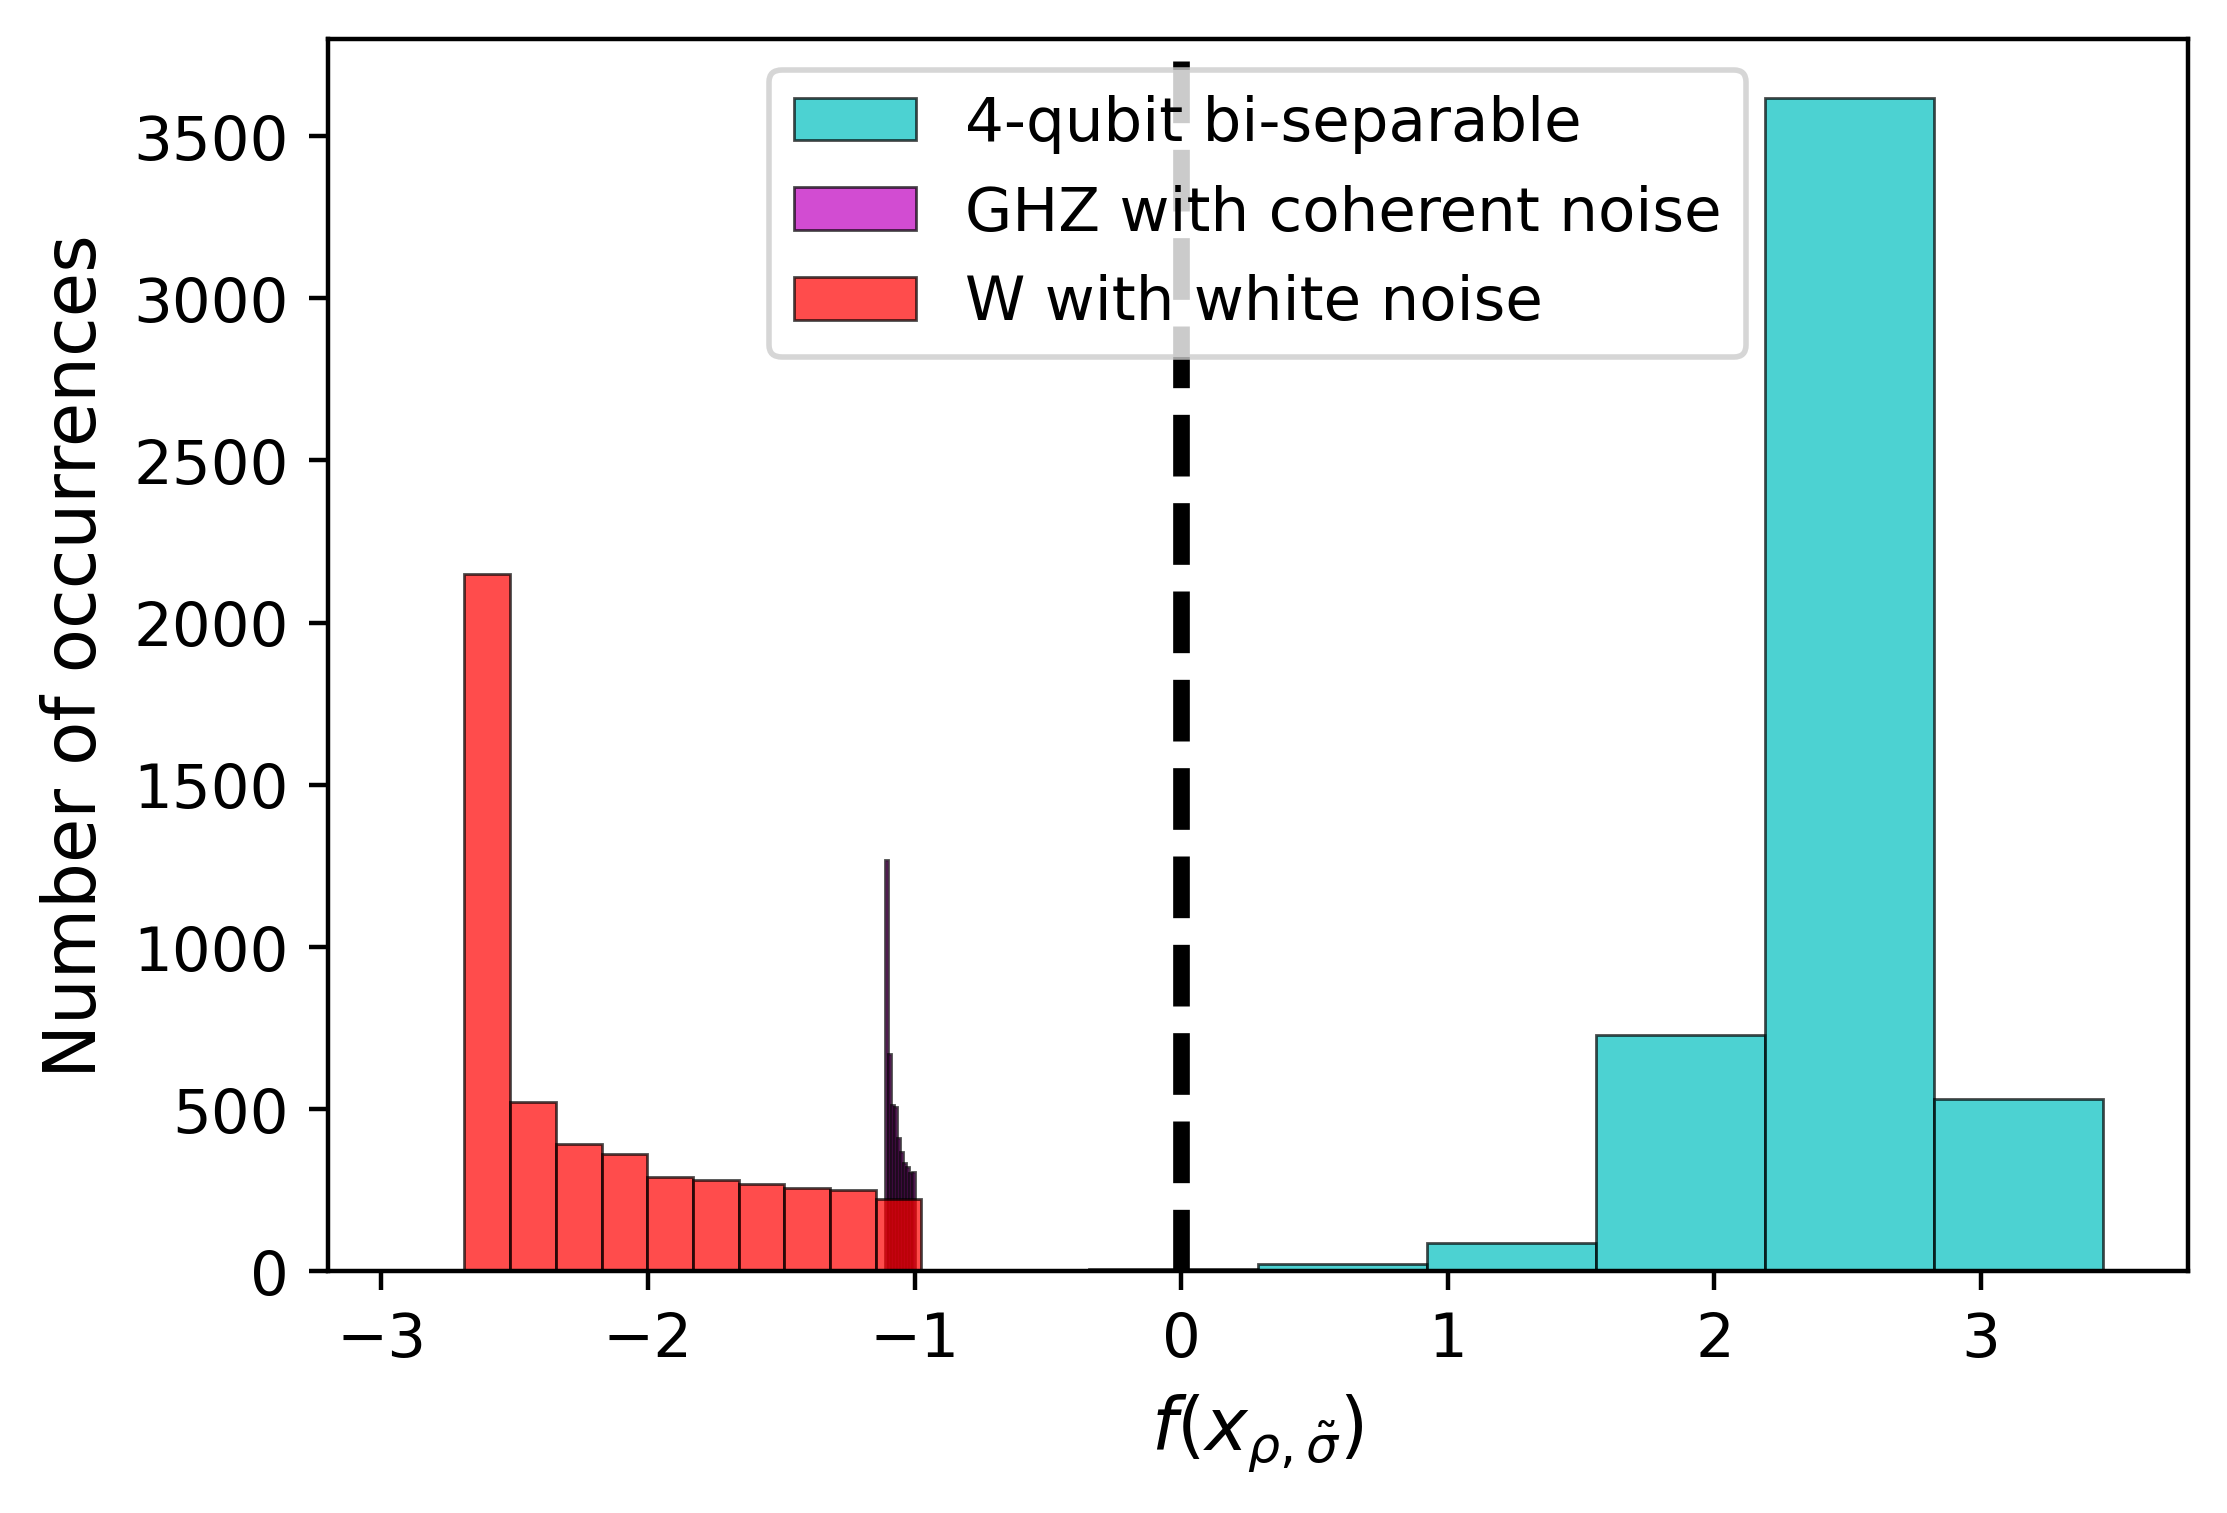 4-qubit bi-separable
GHZ with coherent noise
W with white noise
3500
3000
2500
2000
1500
1000
500
0
Number of occurrences
−3 −2 −1 0 1 2 3
f(x_{ρ, σ̃})